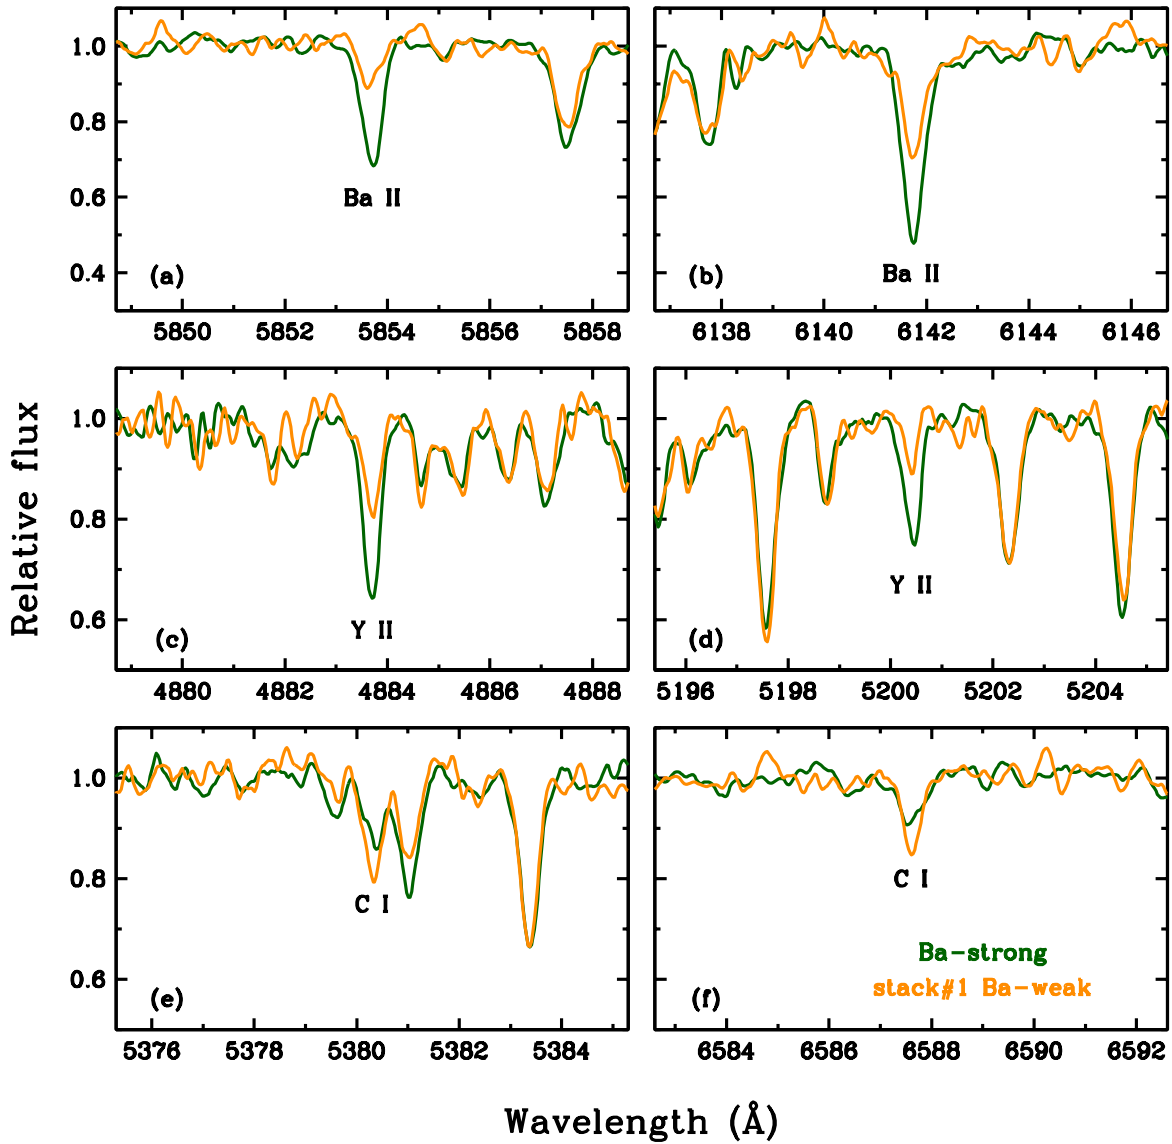 1.0
0.8
0.6
0.4
Ba II
(a)
5850 5852 5854 5856 5858
Ba II
(b)
6138 6140 6142 6144 6146
Relative flux
1.0
0.8
0.6
Y II
(c)
4880 4882 4884 4886 4888
Y II
(d)
5196 5198 5200 5202 5204
1.0
0.8
0.6
C I
(e)
5376 5378 5380 5382 5384
C I
Ba-strong
stack#1 Ba-weak
(f)
6584 6586 6588 6590 6592
Wavelength (Å)